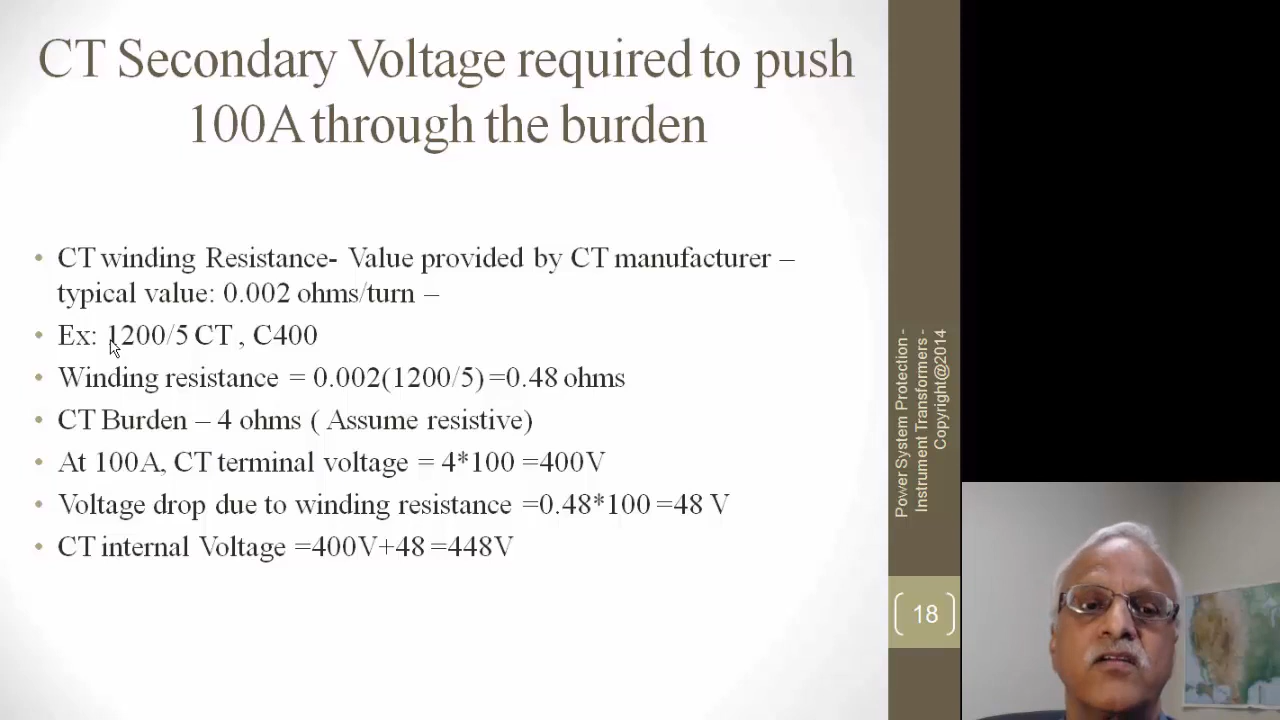 CT Secondary Voltage required to push
100A through the burden
• CT winding Resistance- Value provided by CT manufacturer –
typical value: 0.002 ohms/turn –
• Ex: 1200/5 CT , C400
• Winding resistance = 0.002(1200/5) =0.48 ohms
• CT Burden – 4 ohms ( Assume resistive)
• At 100A, CT terminal voltage = 4*100 =400V
• Voltage drop due to winding resistance =0.48*100 =48 V
• CT internal Voltage =400V+48 =448V
Power System Protection -
Instrument Transformers -
Copyright@2014
18